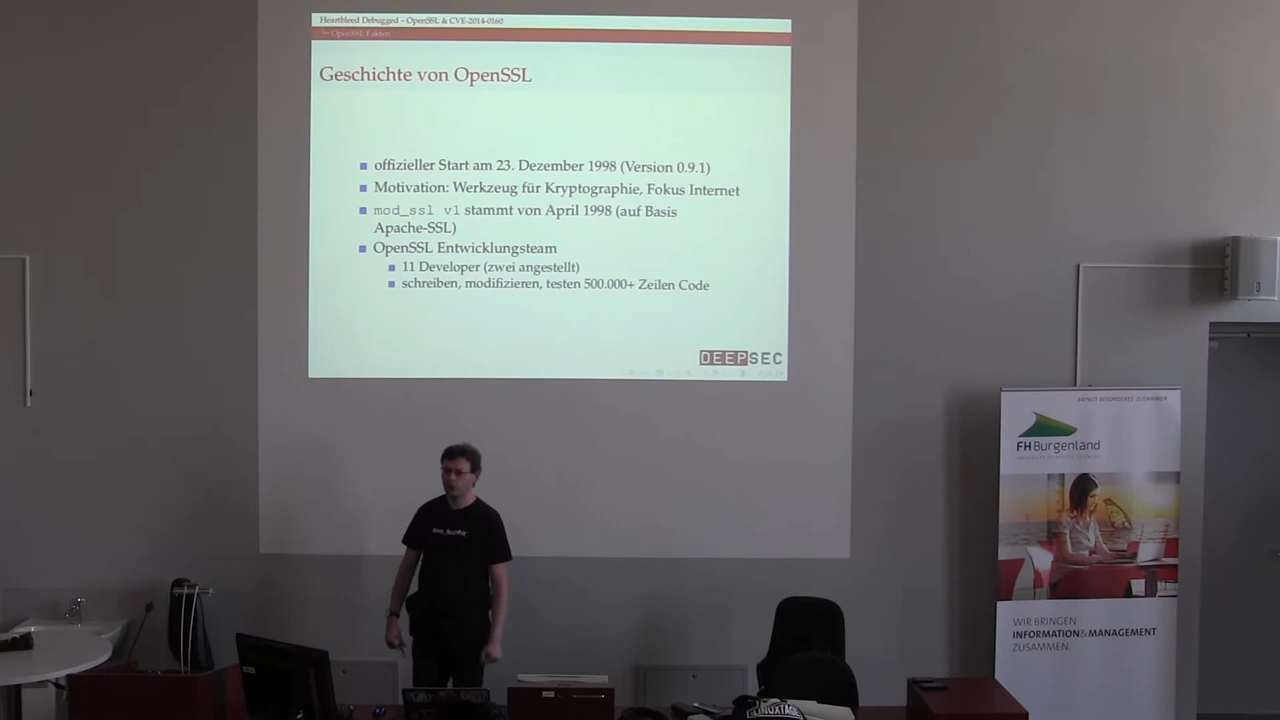 Heartbleed Debugged – OpenSSL & CVE-2014-0160
OpenSSL Fakten
Geschichte von OpenSSL
offizieller Start am 23. Dezember 1998 (Version 0.9.1)
Motivation: Werkzeug für Kryptographie, Fokus Internet
mod_ssl v1 stammt von April 1998 (auf Basis
Apache-SSL)
OpenSSL Entwicklungsteam
11 Developer (zwei angestellt)
schreiben, modifizieren, testen 500.000+ Zeilen Code
DEEPSEC
BRINGT BESONDERES ZUSAMMEN.
FH Burgenland
WIR BRINGEN
INFORMATION&MANAGEMENT
ZUSAMMEN.
LINUXTAGE